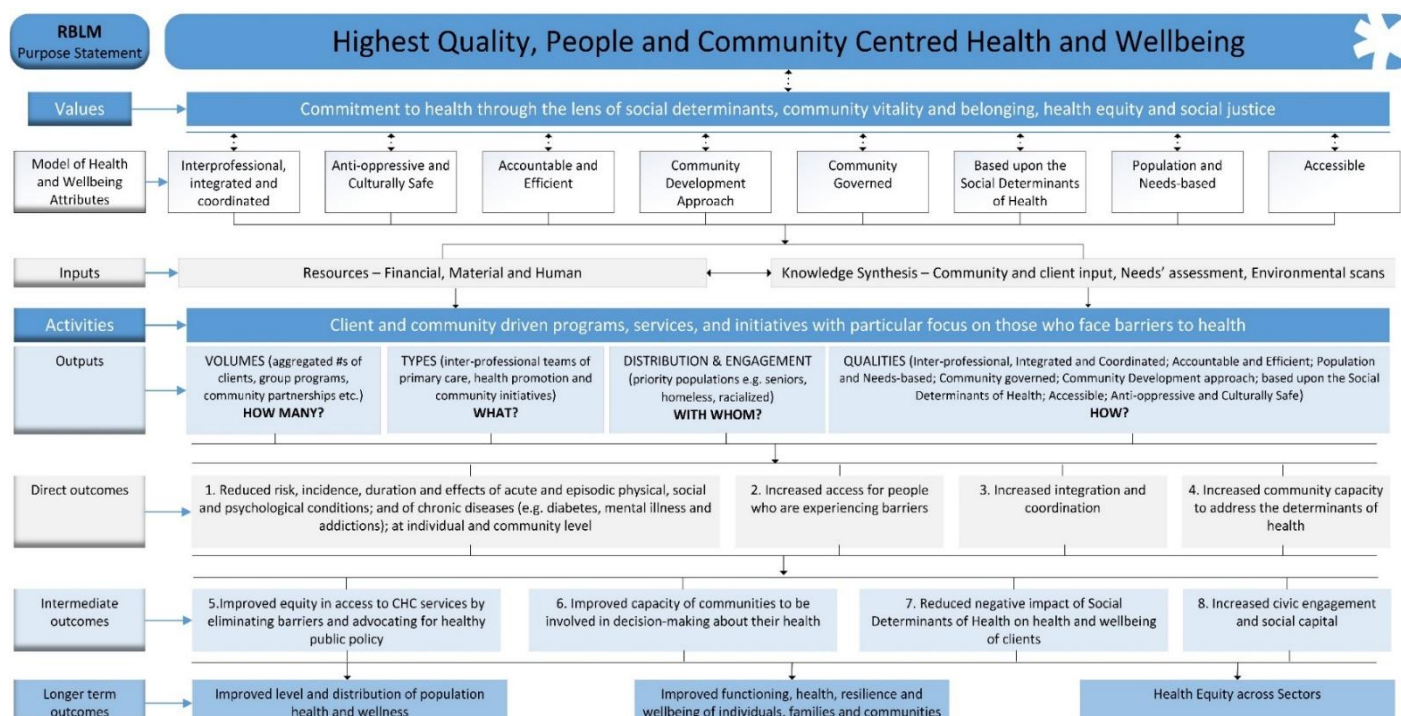 RBLM
Purpose Statement
Highest Quality, People and Community Centred Health and Wellbeing
Values
Commitment to health through the lens of social determinants, community vitality and belonging, health equity and social justice
Model of Health
and Wellbeing
Attributes
Interprofessional,
integrated and
coordinated
Anti-oppressive and
Culturally Safe
Accountable and
Efficient
Community
Development
Approach
Community
Governed
Based upon the
Social Determinants
of Health
Population and
Needs-based
Accessible
Inputs
Resources – Financial, Material and Human
Knowledge Synthesis – Community and client input, Needs’ assessment, Environmental scans
Activities
Client and community driven programs, services, and initiatives with particular focus on those who face barriers to health
Outputs
VOLUMES (aggregated #s of
clients, group programs,
community partnerships etc.)
HOW MANY?
TYPES (inter-professional teams of
primary care, health promotion and
community initiatives)
WHAT?
DISTRIBUTION & ENGAGEMENT
(priority populations e.g. seniors,
homeless, racialized)
WITH WHOM?
QUALITIES (Inter-professional, Integrated and Coordinated; Accountable and Efficient; Population
and Needs-based; Community governed; Community Development approach; based upon the Social
Determinants of Health; Accessible; Anti-oppressive and Culturally Safe)
HOW?
Direct outcomes
1. Reduced risk, incidence, duration and effects of acute and episodic physical, social
and psychological conditions; and of chronic diseases (e.g. diabetes, mental illness and
addictions); at individual and community level
2. Increased access for people
who are experiencing barriers
3. Increased integration and
coordination
4. Increased community capacity
to address the determinants of
health
Intermediate
outcomes
5.Improved equity in access to CHC services by
eliminating barriers and advocating for healthy
public policy
6. Improved capacity of communities to be
involved in decision-making about their health
7. Reduced negative impact of Social
Determinants of Health on health and wellbeing
of clients
8. Increased civic engagement
and social capital
Longer term
outcomes
Improved level and distribution of population
health and wellness
Improved functioning, health, resilience and
wellbeing of individuals, families and communities
Health Equity across Sectors